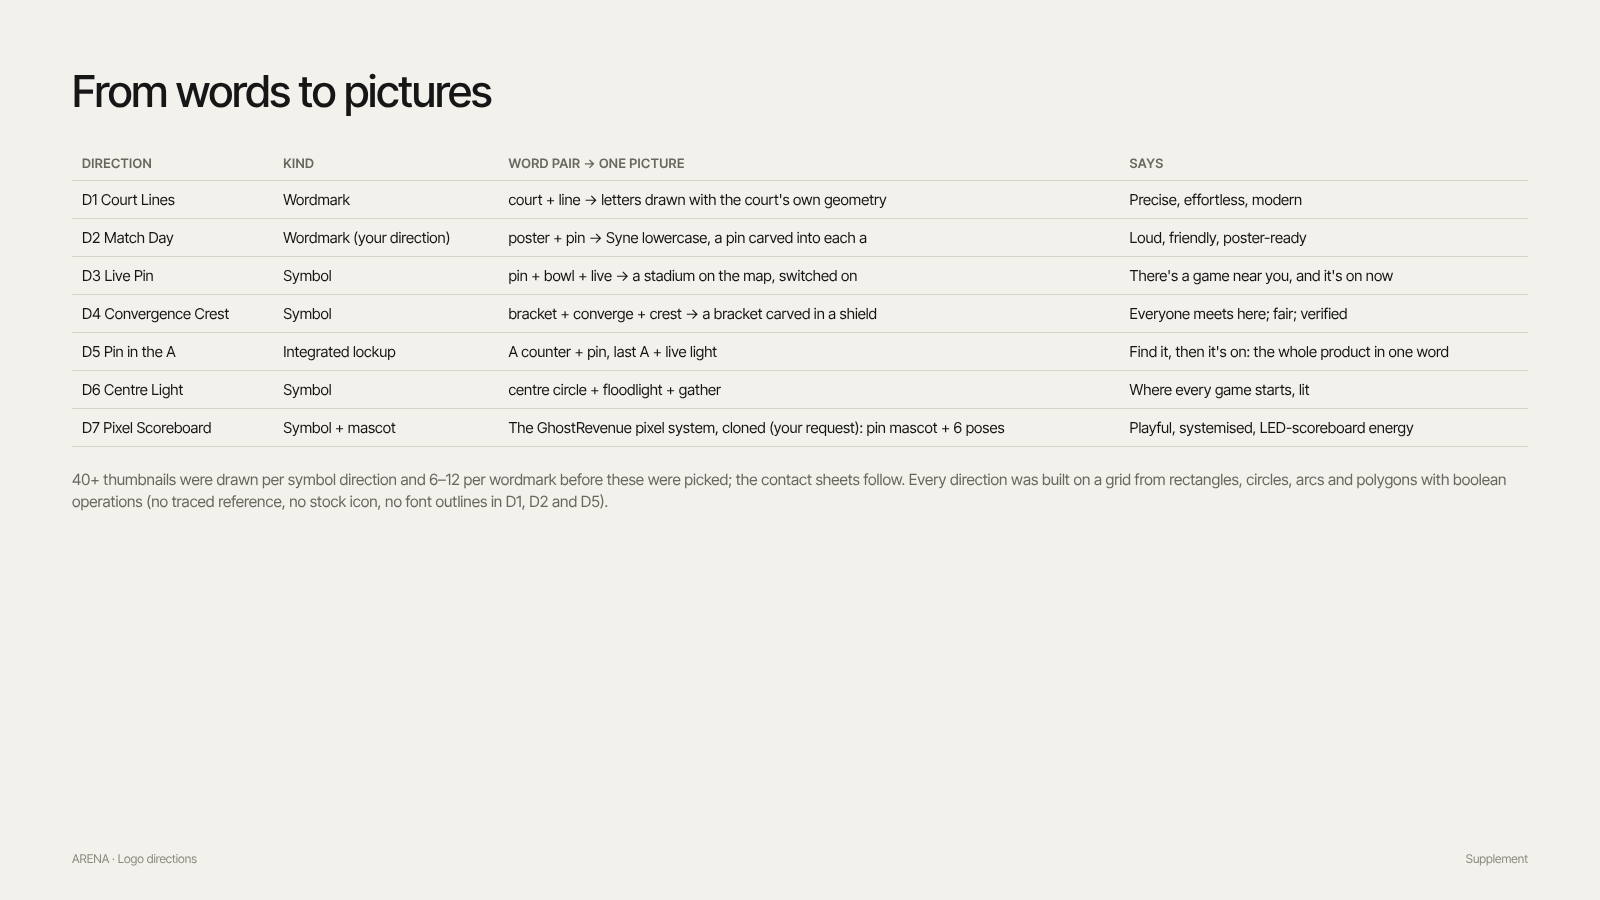 From words to pictures
DIRECTION KIND WORD PAIR → ONE PICTURE SAYS
D1 Court Lines Wordmark court + line → letters drawn with the court's own geometry Precise, effortless, modern
D2 Match Day Wordmark (your direction) poster + pin → Syne lowercase, a pin carved into each a Loud, friendly, poster-ready
D3 Live Pin Symbol pin + bowl + live → a stadium on the map, switched on There's a game near you, and it's on now
D4 Convergence Crest Symbol bracket + converge + crest → a bracket carved in a shield Everyone meets here; fair; verified
D5 Pin in the A Integrated lockup A counter + pin, last A + live light Find it, then it's on: the whole product in one word
D6 Centre Light Symbol centre circle + floodlight + gather Where every game starts, lit
D7 Pixel Scoreboard Symbol + mascot The GhostRevenue pixel system, cloned (your request): pin mascot + 6 poses Playful, systemised, LED-scoreboard energy
40+ thumbnails were drawn per symbol direction and 6–12 per wordmark before these were picked; the contact sheets follow. Every direction was built on a grid from rectangles, circles, arcs and polygons with boolean
operations (no traced reference, no stock icon, no font outlines in D1, D2 and D5).
ARENA · Logo directions Supplement